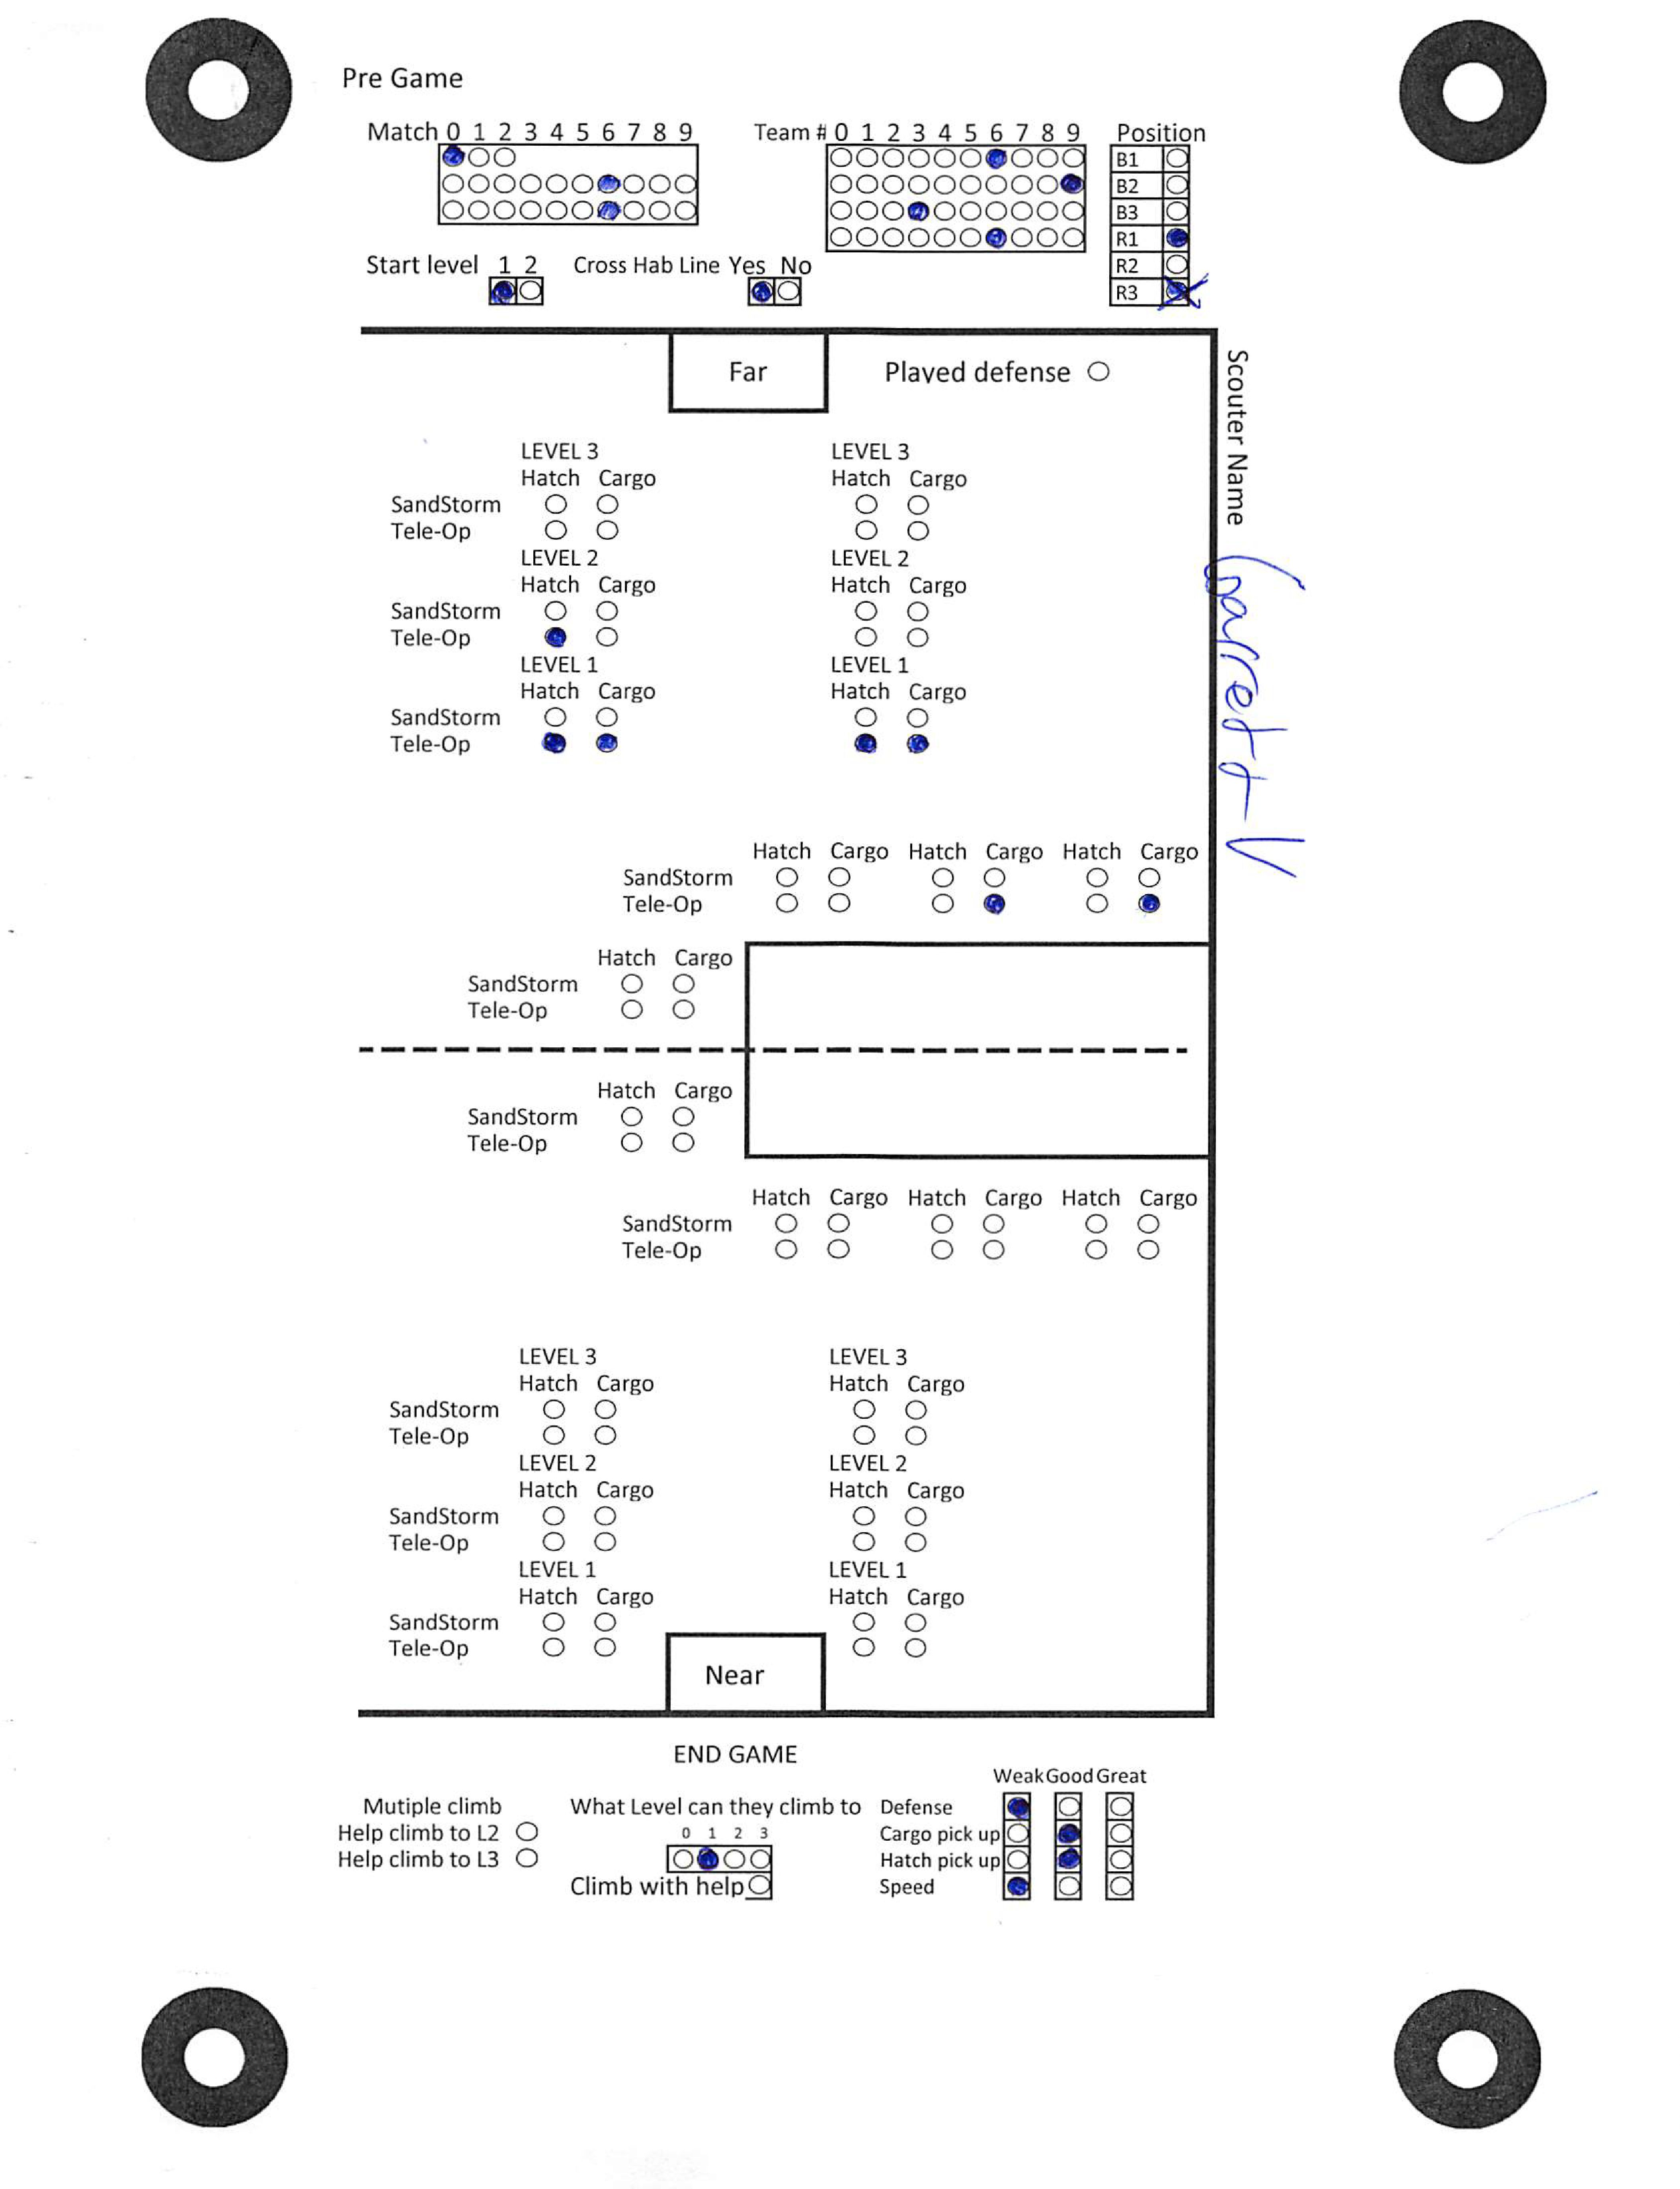 Pre Game
Match 0 1 2 3 4 5 6 7 8 9
Team # 0 1 2 3 4 5 6 7 8 9
Position
B1
B2
B3
R1
R2
R3
Start level 1 2
Cross Hab Line Yes No
Far
Played defense
Scouter Name Garrett V
LEVEL 3 LEVEL 3
Hatch Cargo Hatch Cargo
SandStorm
Tele-Op
LEVEL 2 LEVEL 2
Hatch Cargo Hatch Cargo
SandStorm
Tele-Op
LEVEL 1 LEVEL 1
Hatch Cargo Hatch Cargo
SandStorm
Tele-Op
Hatch Cargo Hatch Cargo Hatch Cargo
SandStorm
Tele-Op
Hatch Cargo
SandStorm
Tele-Op
Hatch Cargo
SandStorm
Tele-Op
Hatch Cargo Hatch Cargo Hatch Cargo
SandStorm
Tele-Op
LEVEL 3 LEVEL 3
Hatch Cargo Hatch Cargo
SandStorm
Tele-Op
LEVEL 2 LEVEL 2
Hatch Cargo Hatch Cargo
SandStorm
Tele-Op
LEVEL 1 LEVEL 1
Hatch Cargo Hatch Cargo
SandStorm
Tele-Op
Near
END GAME
Mutiple climb
Help climb to L2
Help climb to L3
What Level can they climb to
0 1 2 3
Climb with help
Weak Good Great
Defense
Cargo pick up
Hatch pick up
Speed